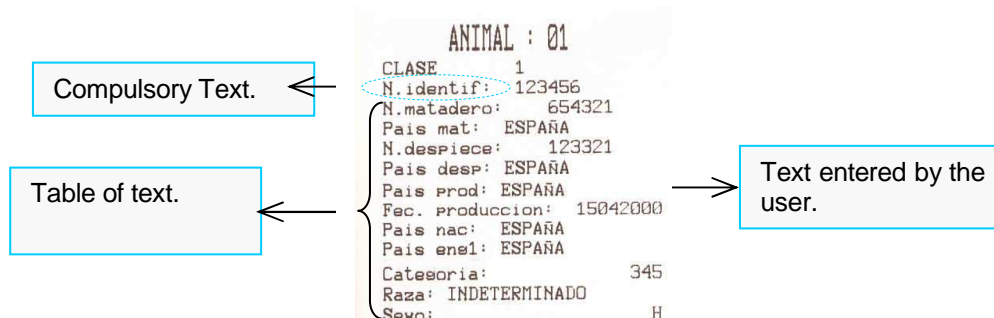 ANIMAL : 01
CLASE 1
N.identif: 123456
N.matadero: 654321
Pais mat: ESPAÑA
N.despiece: 123321
Pais desp: ESPAÑA
Pais prod: ESPAÑA
Fec. produccion: 15042000
Pais nac: ESPAÑA
Pais eng1: ESPAÑA
Categoria: 345
Raza: INDETERMINADO
Sexo: H
Compulsory Text.
Table of text.
Text entered by the
user.